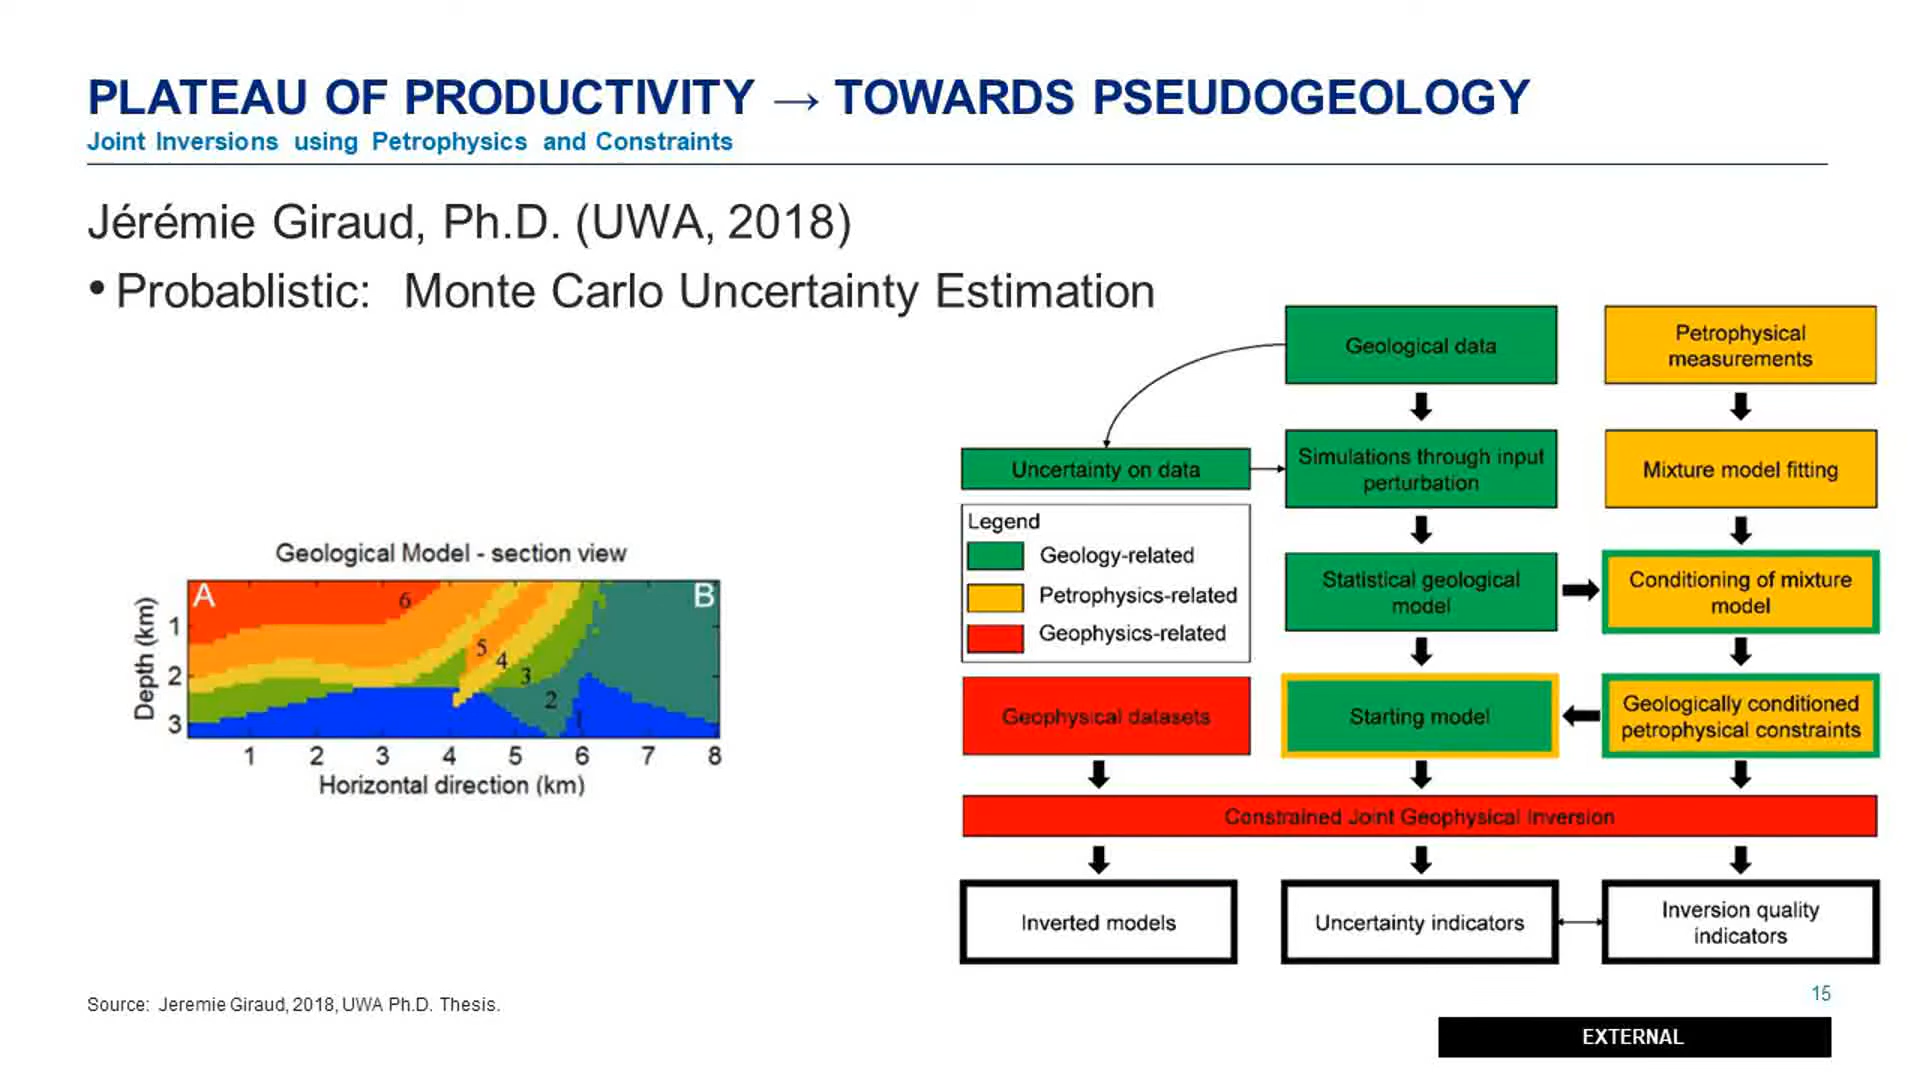 PLATEAU OF PRODUCTIVITY → TOWARDS PSEUDOGEOLOGY
Joint Inversions using Petrophysics and Constraints
Jérémie Giraud, Ph.D. (UWA, 2018)
• Probablistic: Monte Carlo Uncertainty Estimation
Geological data
Petrophysical
measurements
Uncertainty on data
Simulations through input
perturbation
Mixture model fitting
Legend
Geology-related
Petrophysics-related
Geophysics-related
Statistical geological
model
Conditioning of mixture
model
Geophysical datasets
Starting model
Geologically conditioned
petrophysical constraints
Constrained Joint Geophysical Inversion
Inverted models
Uncertainty indicators
Inversion quality
indicators
Geological Model - section view
A
B
6
5
4
3
2
1
Depth (km)
1
2
3
1 2 3 4 5 6 7 8
Horizontal direction (km)
Source: Jeremie Giraud, 2018, UWA Ph.D. Thesis.
15
EXTERNAL